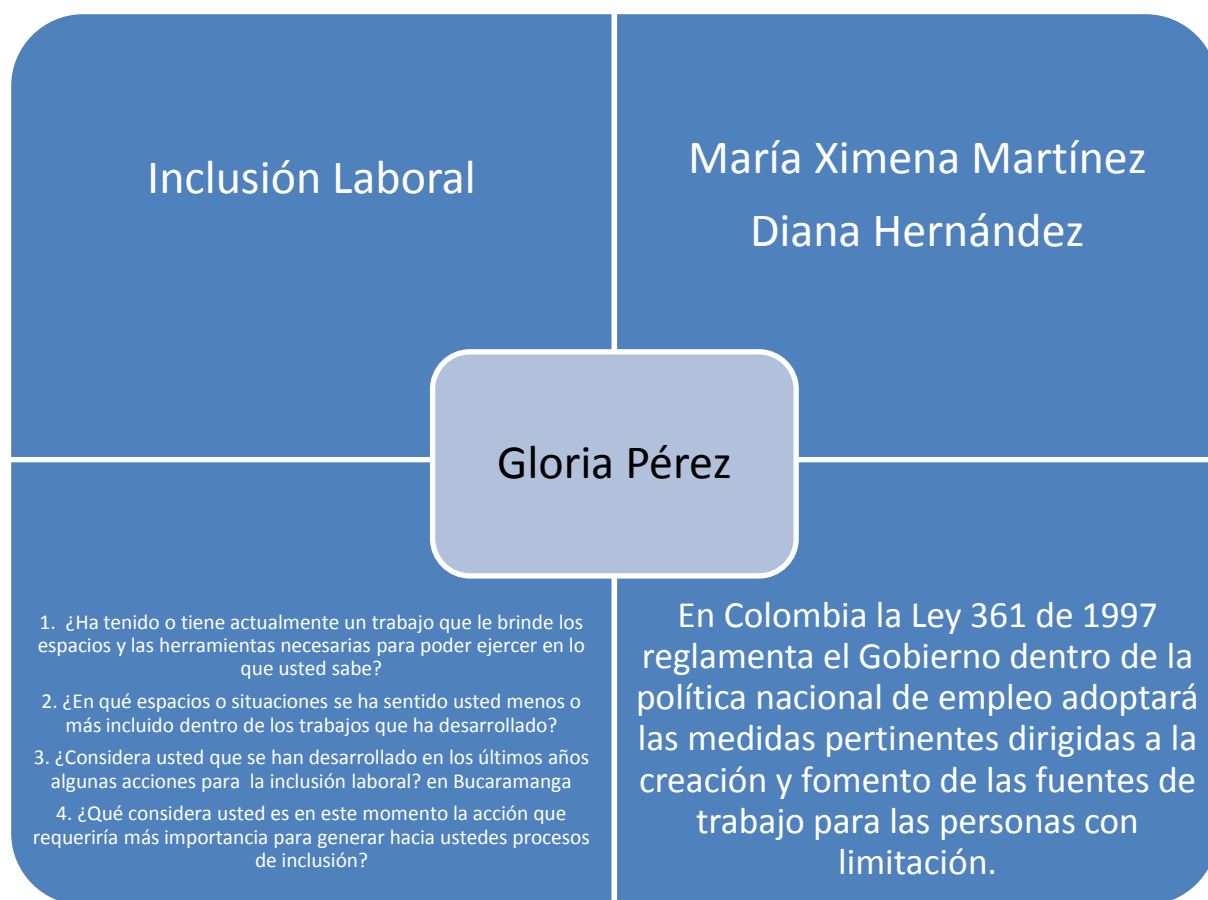 Inclusión Laboral
María Ximena Martínez
Diana Hernández
Gloria Pérez
1. ¿Ha tenido o tiene actualmente un trabajo que le brinde los
espacios y las herramientas necesarias para poder ejercer en lo
que usted sabe?
2. ¿En qué espacios o situaciones se ha sentido usted menos o
más incluido dentro de los trabajos que ha desarrollado?
3. ¿Considera usted que se han desarrollado en los últimos años
algunas acciones para la inclusión laboral? en Bucaramanga
4. ¿Qué considera usted es en este momento la acción que
requeriría más importancia para generar hacia ustedes procesos
de inclusión?
En Colombia la Ley 361 de 1997
reglamenta el Gobierno dentro de la
política nacional de empleo adoptará
las medidas pertinentes dirigidas a la
creación y fomento de las fuentes de
trabajo para las personas con
limitación.